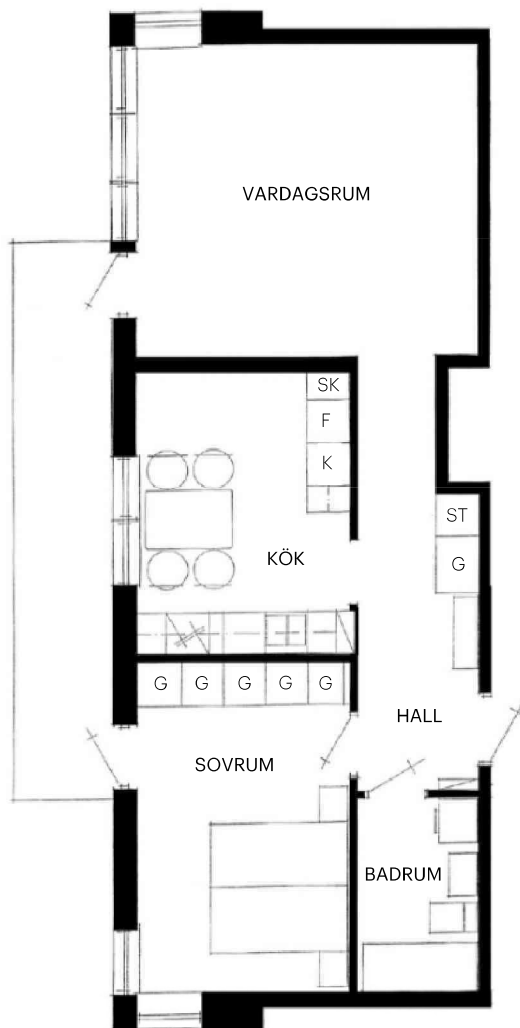 VARDAGSRUM
SK
F
K
KÖK
ST
G
G G G G G
HALL
SOVRUM
BADRUM